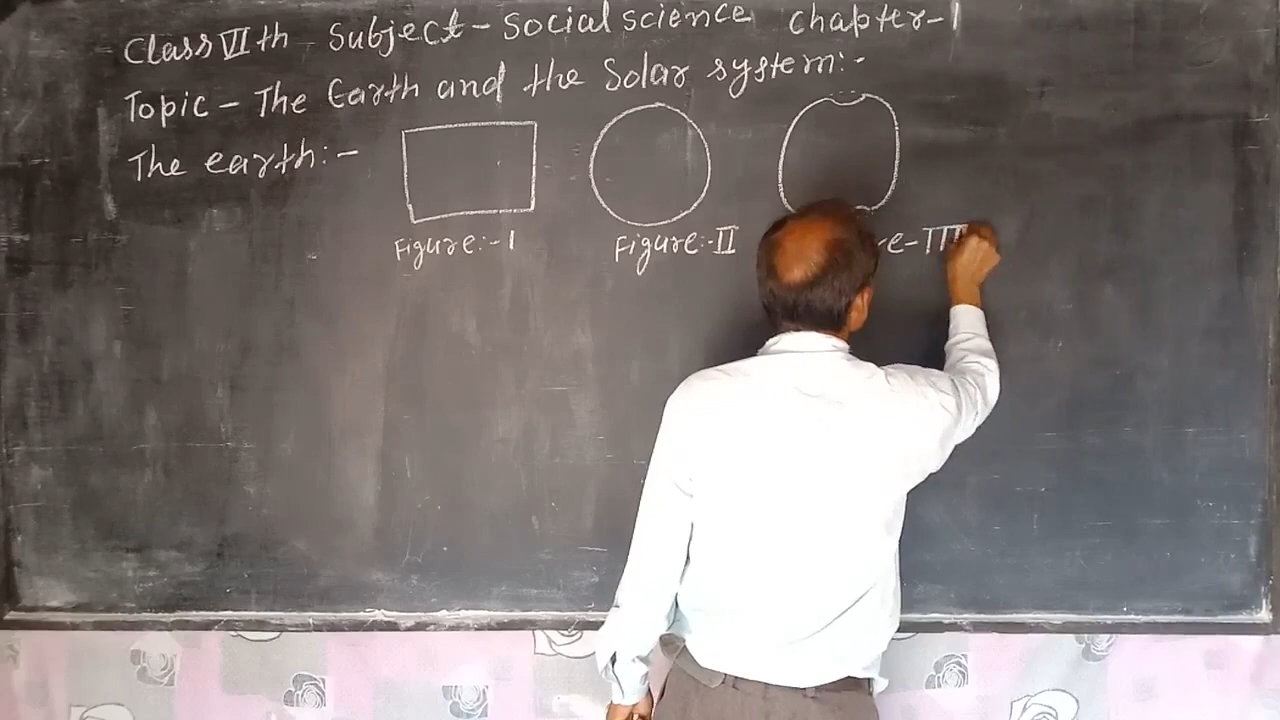 Class VI th Subject - Social science Chapter - 1
Topic - The Earth and the Solar system:-
The earth:-
Figure:- 1 Figure:- II e - III